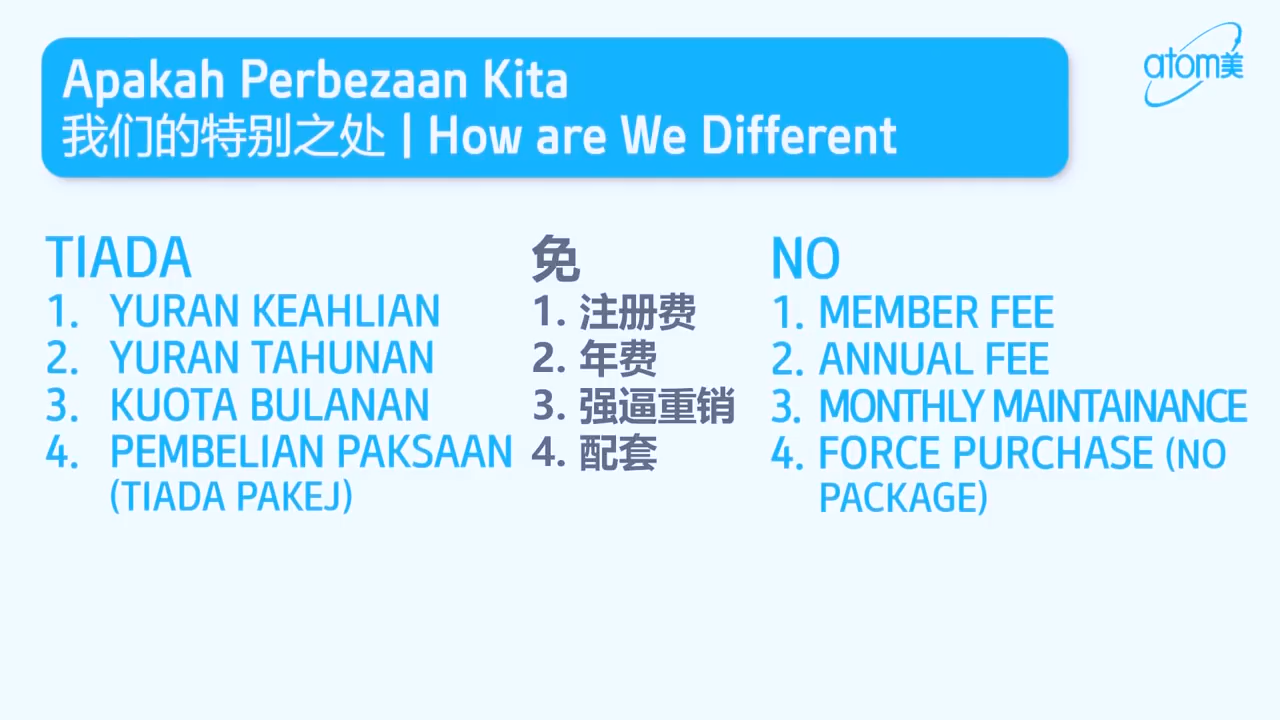 Apakah Perbezaan Kita
我们的特别之处 | How are We Different
atom美
TIADA
1. YURAN KEAHLIAN
2. YURAN TAHUNAN
3. KUOTA BULANAN
4. PEMBELIAN PAKSAAN
(TIADA PAKEJ)
免
1. 注册费
2. 年费
3. 强逼重销
4. 配套
NO
1. MEMBER FEE
2. ANNUAL FEE
3. MONTHLY MAINTAINANCE
4. FORCE PURCHASE (NO
PACKAGE)